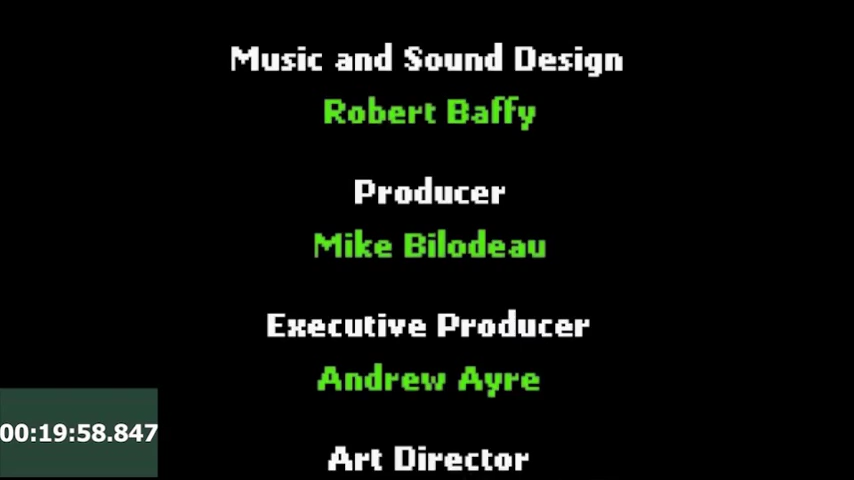 Music and Sound Design
Robert Baffy
Producer
Mike Bilodeau
Executive Producer
Andrew Ayre
Art Director
00:19:58.847